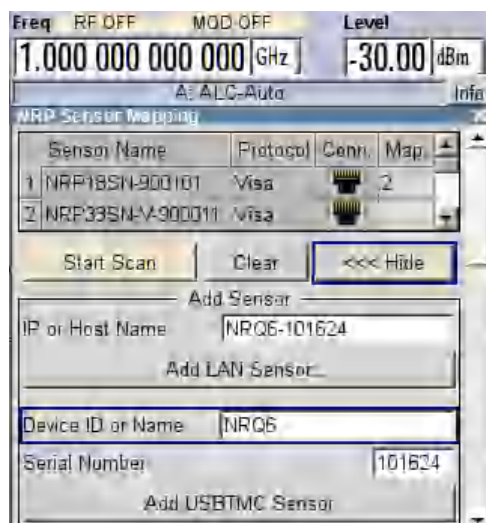 Freq RF OFF MOD OFF Level
1.000 000 000 000 GHz -30.00 dBm
A: ALC-Auto Info
NRP Sensor Mapping
Sensor Name Protocol Conn. Map.
1 NRP18SN-900101 Visa 2
2 NRP33SN-V-900011 Visa
Start Scan Clear <<< Hide
Add Sensor
IP or Host Name NRQ6-101624
Add LAN Sensor...
Device ID or Name NRQ6
Serial Number 101624
Add USBTMC Sensor